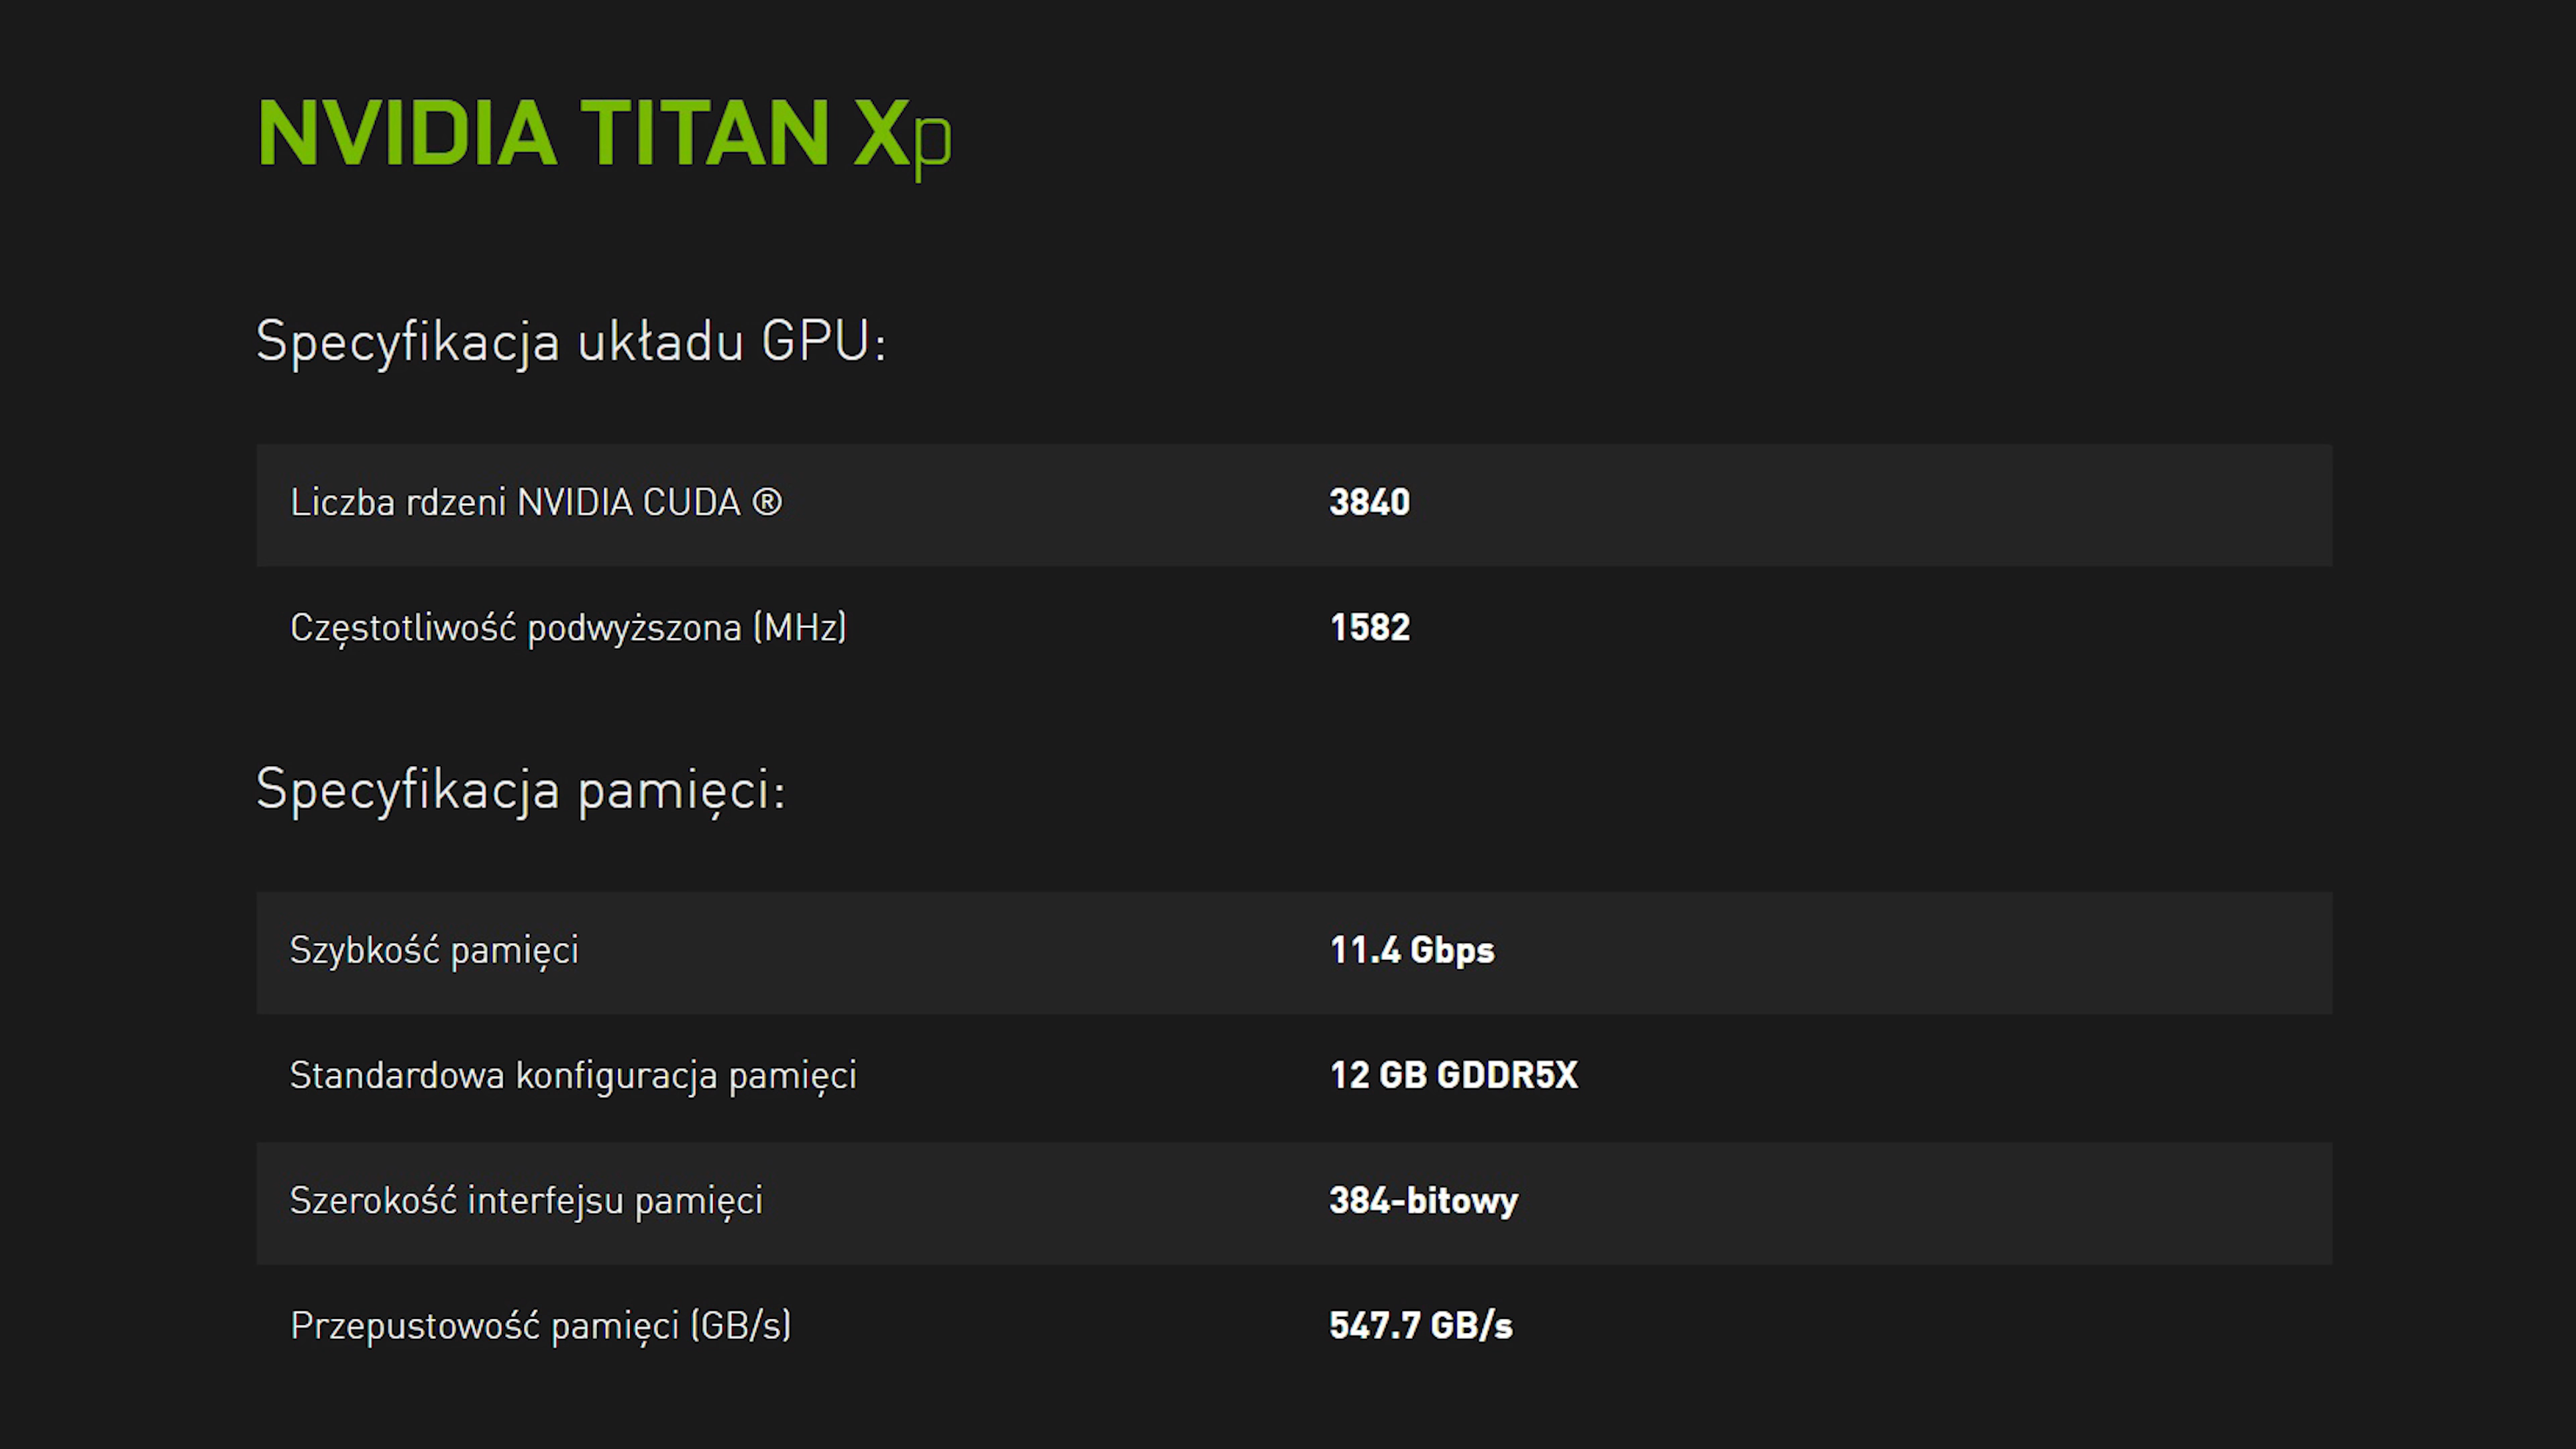 NVIDIA TITAN Xp
Specyfikacja układu GPU:
Liczba rdzeni NVIDIA CUDA ® 3840
Częstotliwość podwyższona (MHz) 1582
Specyfikacja pamięci:
Szybkość pamięci 11.4 Gbps
Standardowa konfiguracja pamięci 12 GB GDDR5X
Szerokość interfejsu pamięci 384-bitowy
Przepustowość pamięci (GB/s) 547.7 GB/s